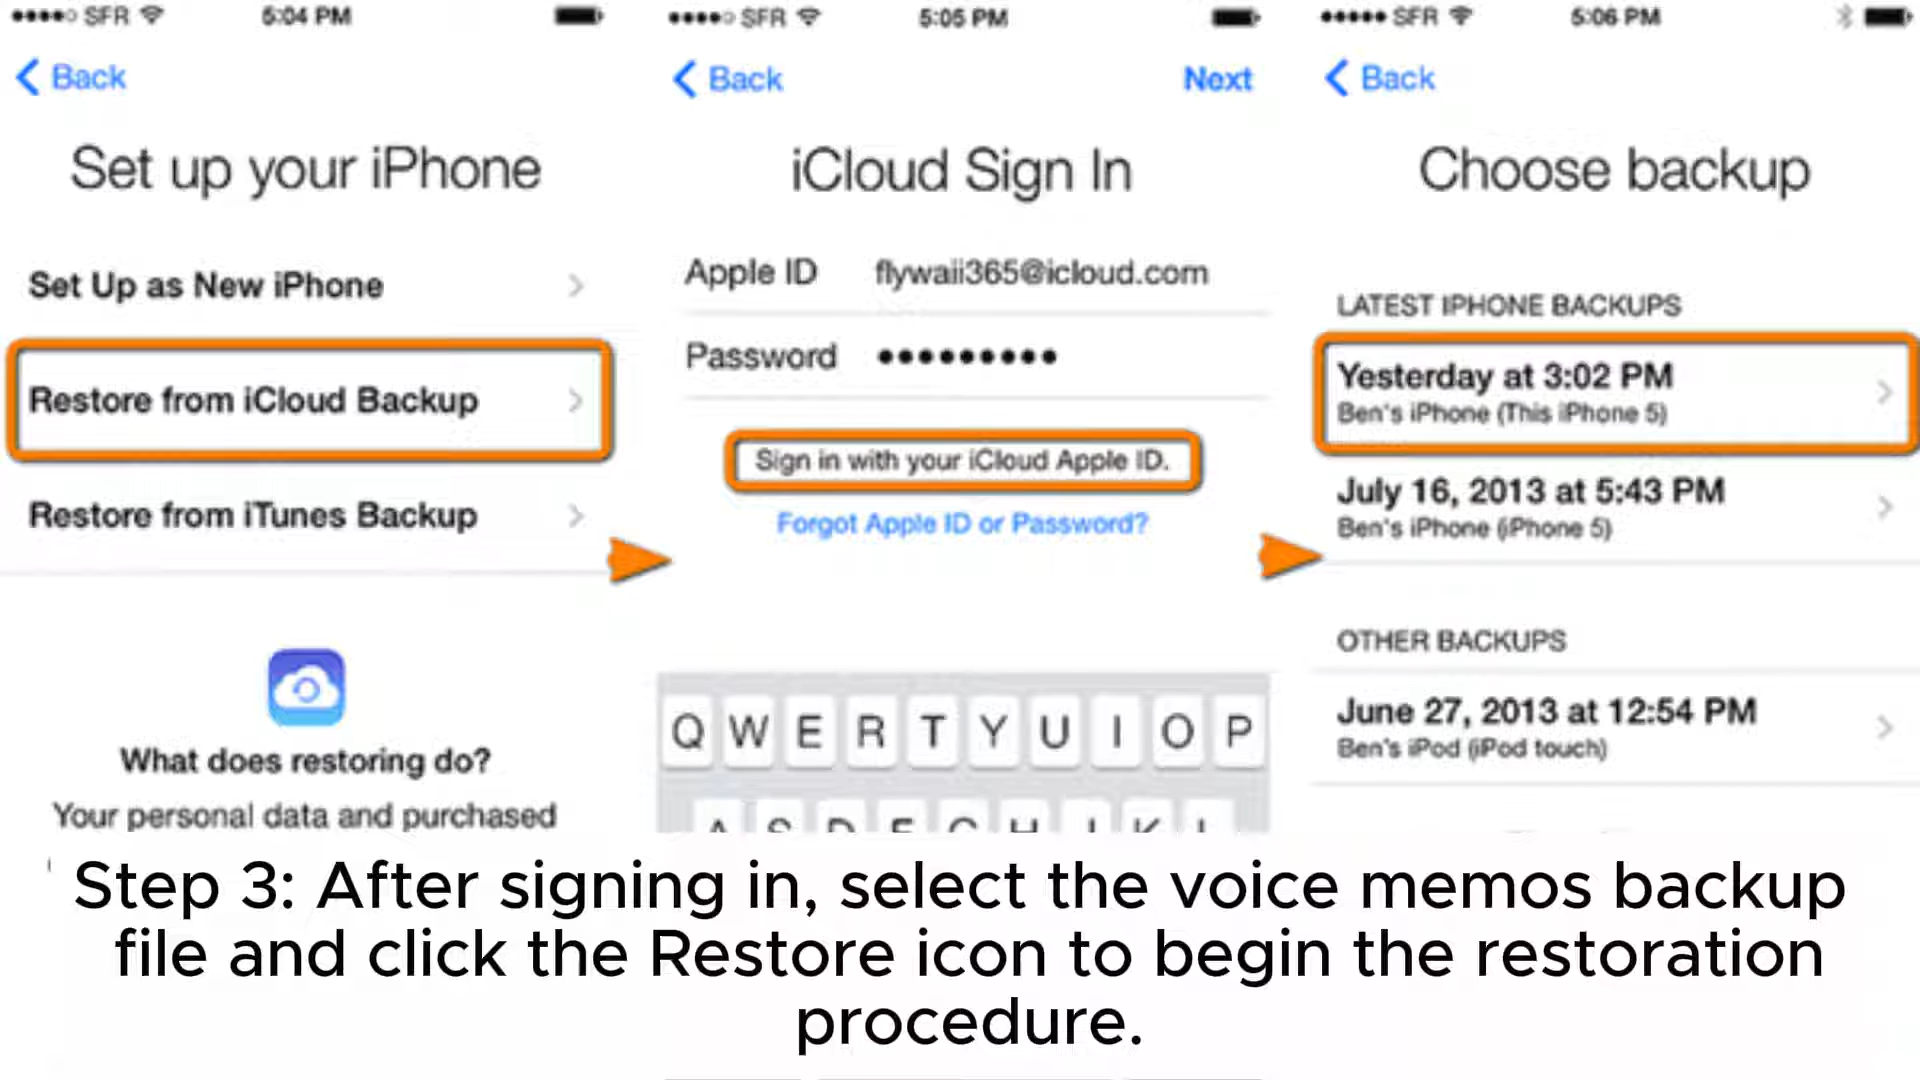 SFR 5:04 PM
Back
Set up your iPhone
Set Up as New iPhone
Restore from iCloud Backup
Restore from iTunes Backup
What does restoring do?
Your personal data and purchased
SFR 5:05 PM
Back Next
iCloud Sign In
Apple ID flywaii365@icloud.com
Password
Sign in with your iCloud Apple ID.
Forgot Apple ID or Password?
Q W E R T Y U I O P
A S D F G H J K L
SFR 5:06 PM
Back
Choose backup
LATEST IPHONE BACKUPS
Yesterday at 3:02 PM
Ben's iPhone (This iPhone 5)
July 16, 2013 at 5:43 PM
Ben's iPhone (iPhone 5)
OTHER BACKUPS
June 27, 2013 at 12:54 PM
Ben's iPod (iPod touch)
Step 3: After signing in, select the voice memos backup
file and click the Restore icon to begin the restoration
procedure.